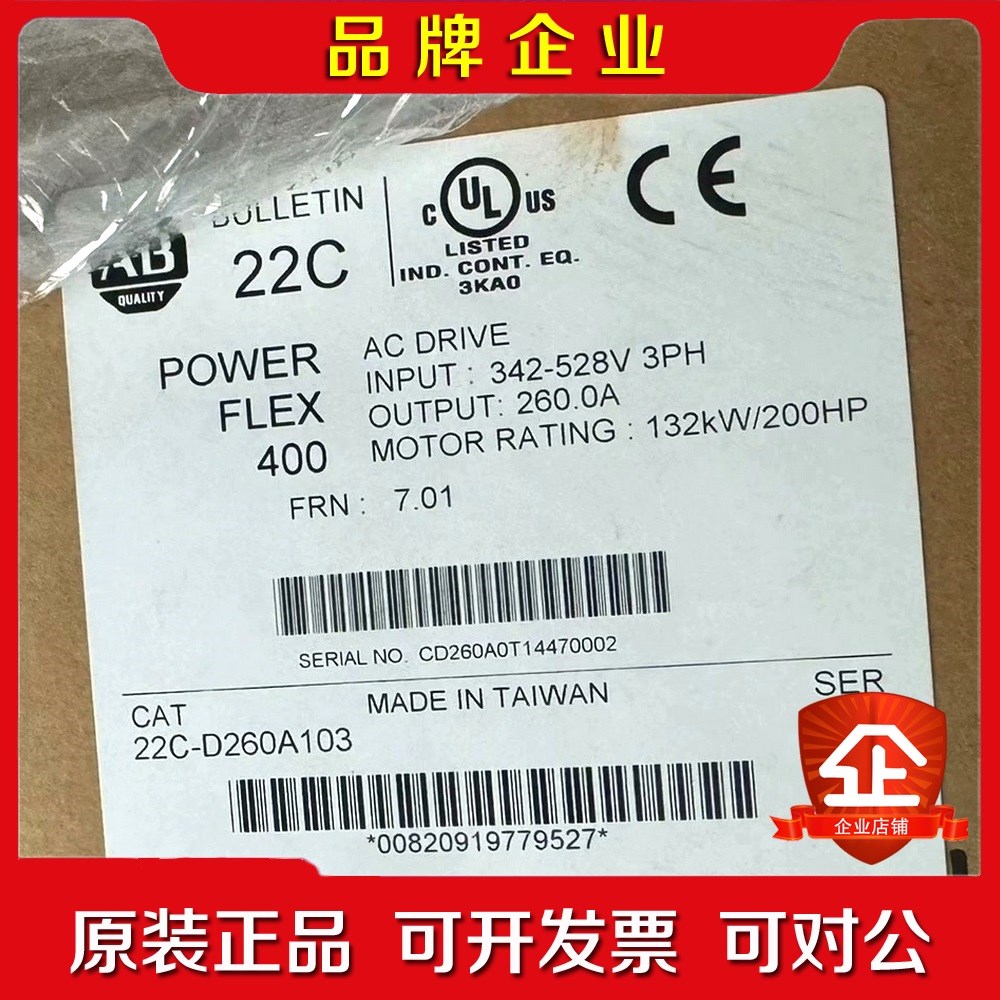 品牌企业
BULLETIN
22C
AB
QUALITY
C UL US
LISTED
IND. CONT. EQ.
3KA0
CE
POWER
FLEX
400
AC DRIVE
INPUT : 342-528V 3PH
OUTPUT: 260.0A
MOTOR RATING : 132kW/200HP
FRN : 7.01
SERIAL NO. CD260A0T14470002
MADE IN TAIWAN
SER
CAT
22C-D260A103
*00820919779527*
企
企业店铺
原装正品 可开发票 可对公